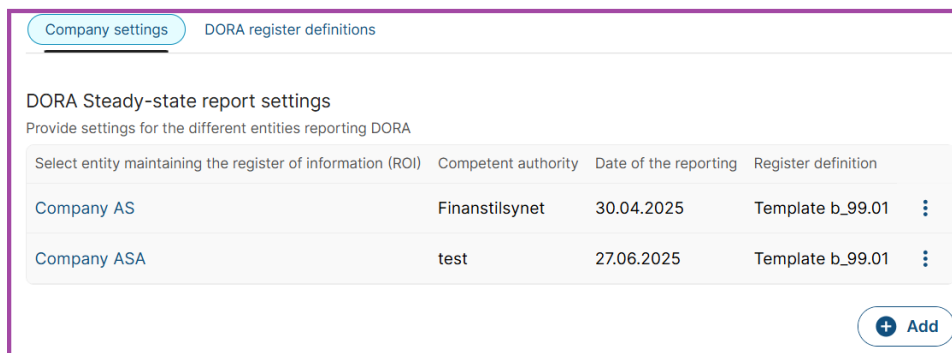 Company settings DORA register definitions
DORA Steady-state report settings
Provide settings for the different entities reporting DORA
Select entity maintaining the register of information (ROI) Competent authority Date of the reporting Register definition
Company AS Finanstilsynet 30.04.2025 Template b_99.01
Company ASA test 27.06.2025 Template b_99.01
Add